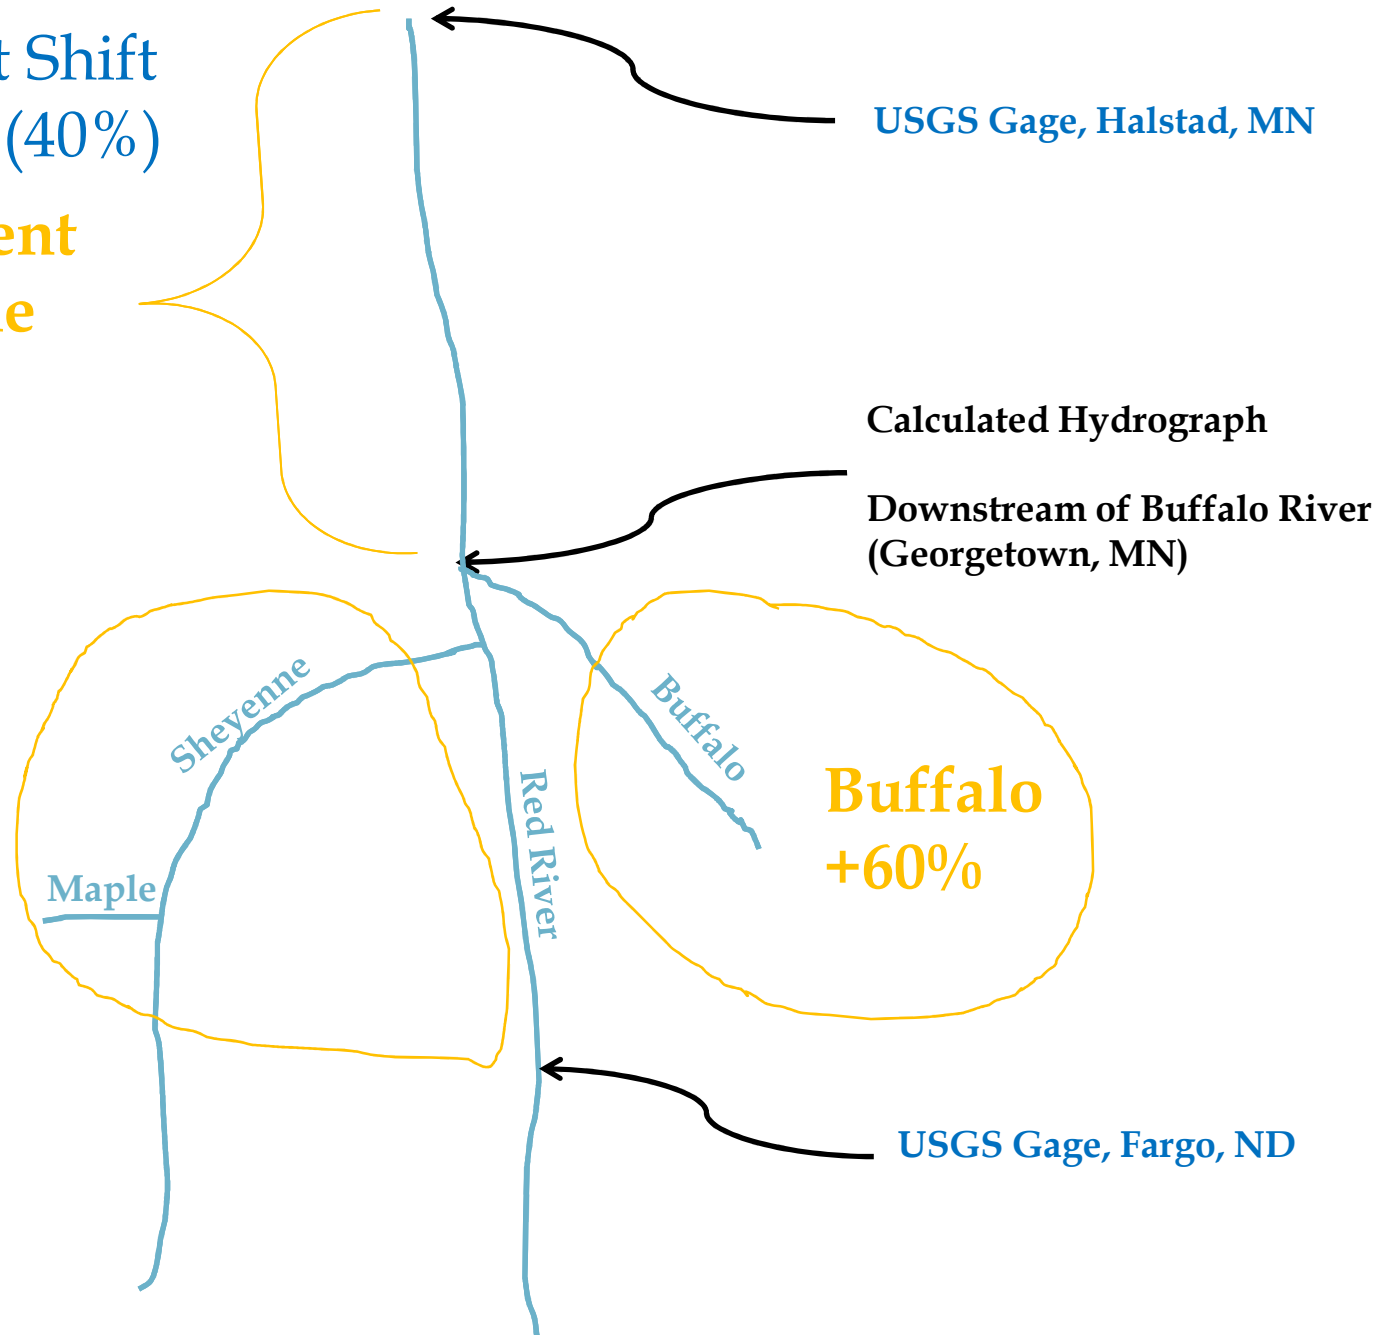 t Shift
(40%)
ent
e
USGS Gage, Halstad, MN
Calculated Hydrograph
Downstream of Buffalo River
(Georgetown, MN)
Sheyenne
Buffalo
Red River
Buffalo
+60%
Maple
USGS Gage, Fargo, ND